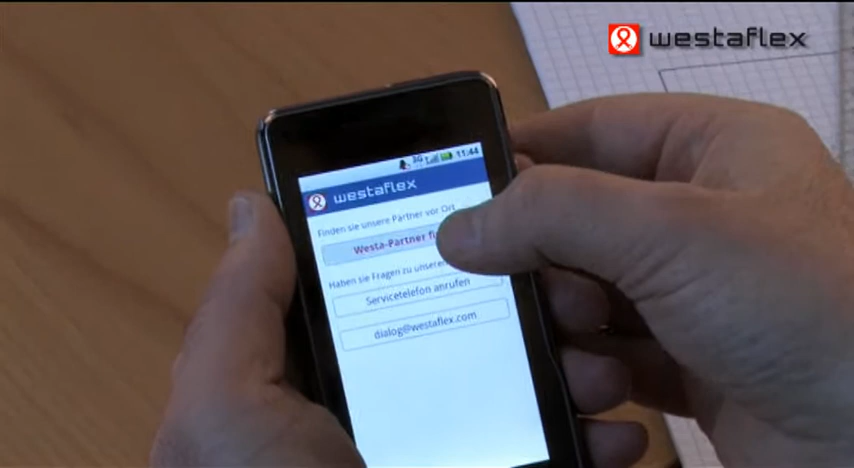 westaflex
3G 11:44
westaflex
Finden sie unsere Partner vor Ort
Westa-Partner
Haben sie Fragen zu unseren
Servicetelefon anrufen
dialog@westaflex.com